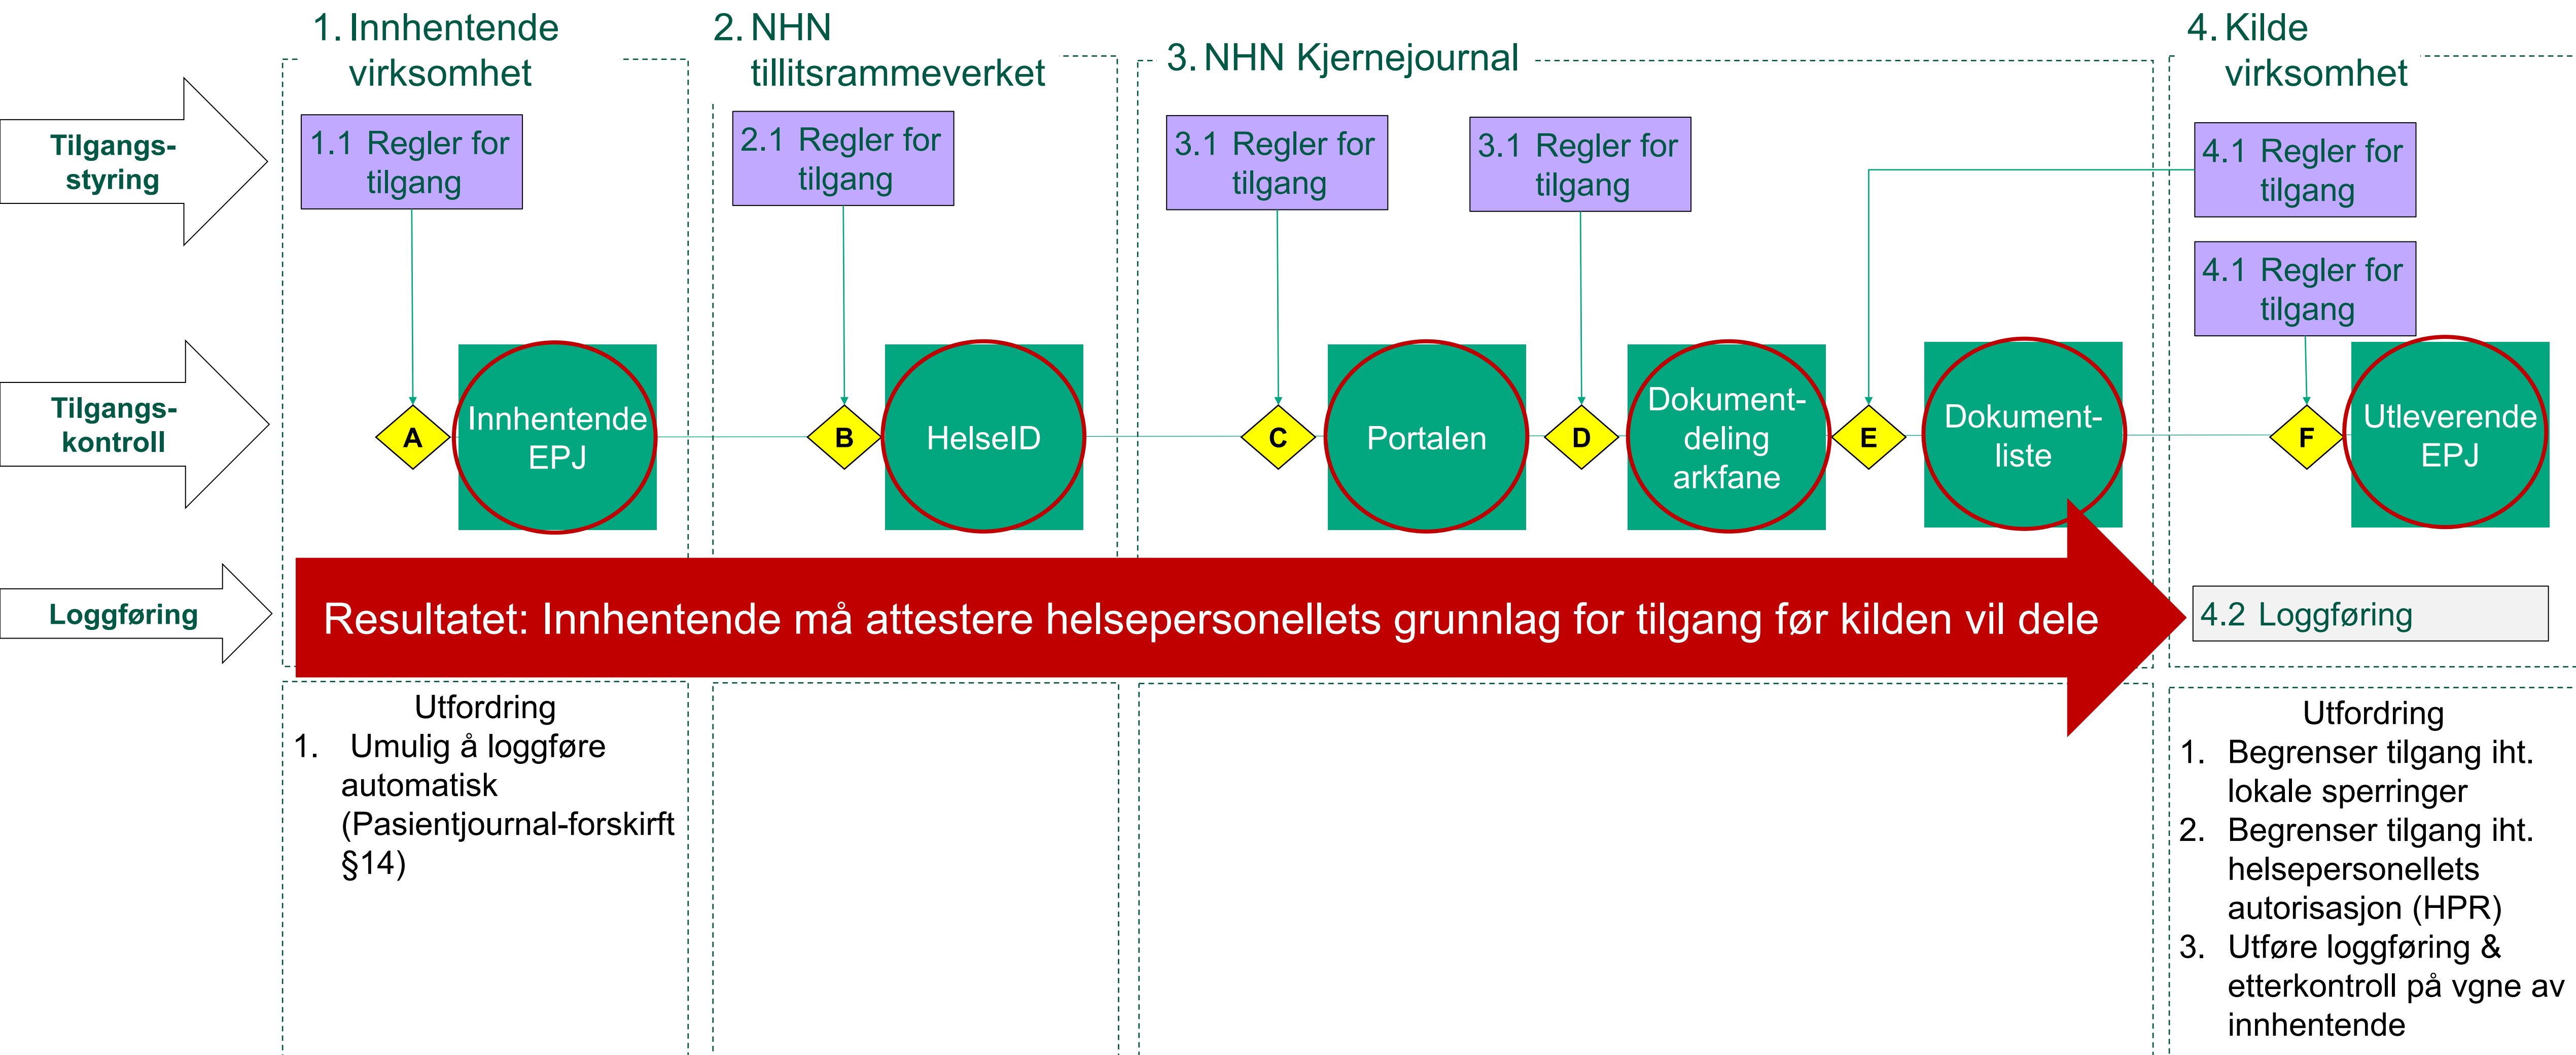 1. Innhentende
virksomhet
2. NHN
tillitsrammeverket
3. NHN Kjernejournal
4. Kilde
virksomhet
Tilgangs-
styring
1.1 Regler for
tilgang
2.1 Regler for
tilgang
3.1 Regler for
tilgang
3.1 Regler for
tilgang
4.1 Regler for
tilgang
4.1 Regler for
tilgang
Tilgangs-
kontroll
A
Innhentende
EPJ
B
HelseID
C
Portalen
D
Dokument-
deling
arkfane
E
Dokument-
liste
F
Utleverende
EPJ
Loggføring
Resultatet: Innhentende må attestere helsepersonellets grunnlag for tilgang før kilden vil dele
4.2 Loggføring
Utfordring
1. Umulig å loggføre
automatisk
(Pasientjournal-forskirft
§14)
Utfordring
1. Begrenser tilgang iht.
lokale sperringer
2. Begrenser tilgang iht.
helsepersonellets
autorisasjon (HPR)
3. Utføre loggføring &
etterkontroll på vgne av
innhentende